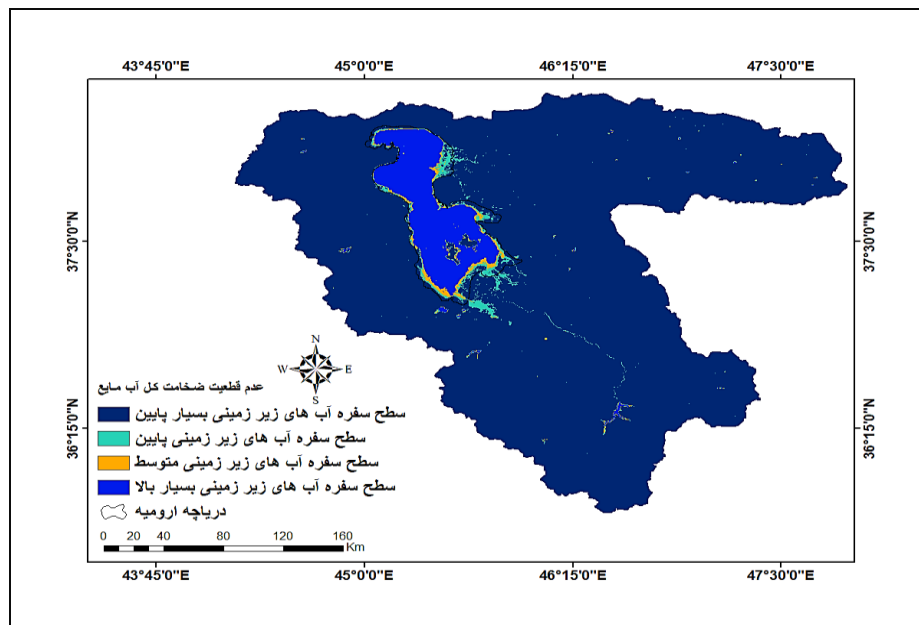 43°45'0"E 45°0'0"E 46°15'0"E 47°30'0"E
37°30'0"N
37°30'0"N
36°15'0"N
36°15'0"N
N
W E
S
عدم قطعیت ضخامت کل آب مایع
سطح سفره آب های زیر زمینی بسیار پایین
سطح سفره آب های زیر زمینی پایین
سطح سفره آب های زیر زمینی متوسط
سطح سفره آب های زیر زمینی بسیار بالا
دریاچه ارومیه
0 20 40 80 120 160
Km
43°45'0"E 45°0'0"E 46°15'0"E 47°30'0"E